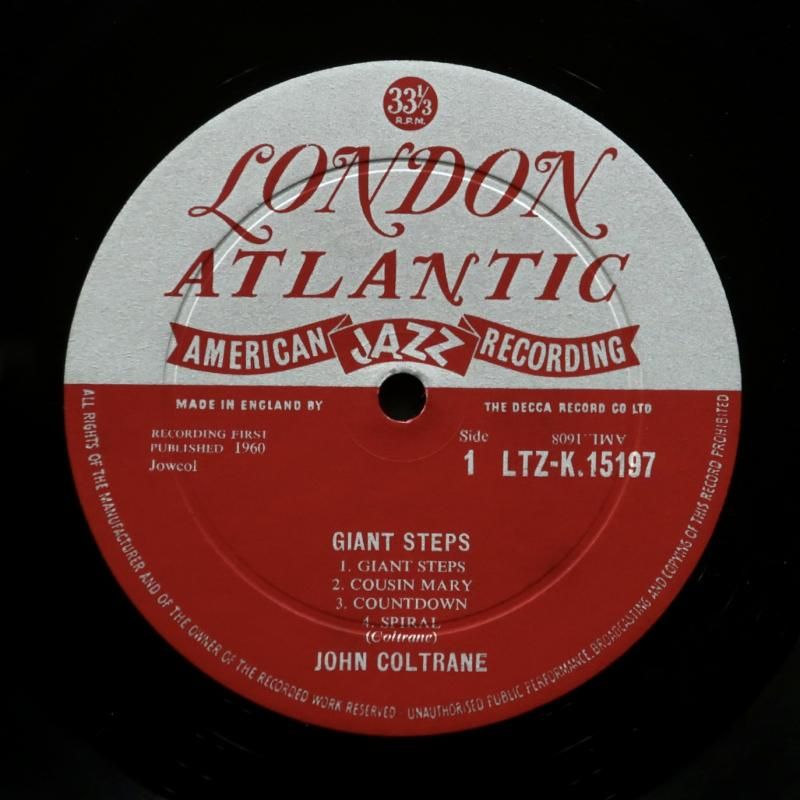 33⅓
R.P.M.
LONDON
ATLANTIC
AMERICAN JAZZ RECORDING
MADE IN ENGLAND BY THE DECCA RECORD CO LTD
RECORDING FIRST
PUBLISHED 1960
Jowcol
Side
1
AML.1608
LTZ-K.15197
GIANT STEPS
1. GIANT STEPS
2. COUSIN MARY
3. COUNTDOWN
4. SPIRAL
(Coltrane)
JOHN COLTRANE
ALL RIGHTS OF THE MANUFACTURER AND OF THE OWNER OF THE RECORDED WORK RESERVED - UNAUTHORISED PUBLIC PERFORMANCE, BROADCASTING AND COPYING OF THIS RECORD PROHIBITED